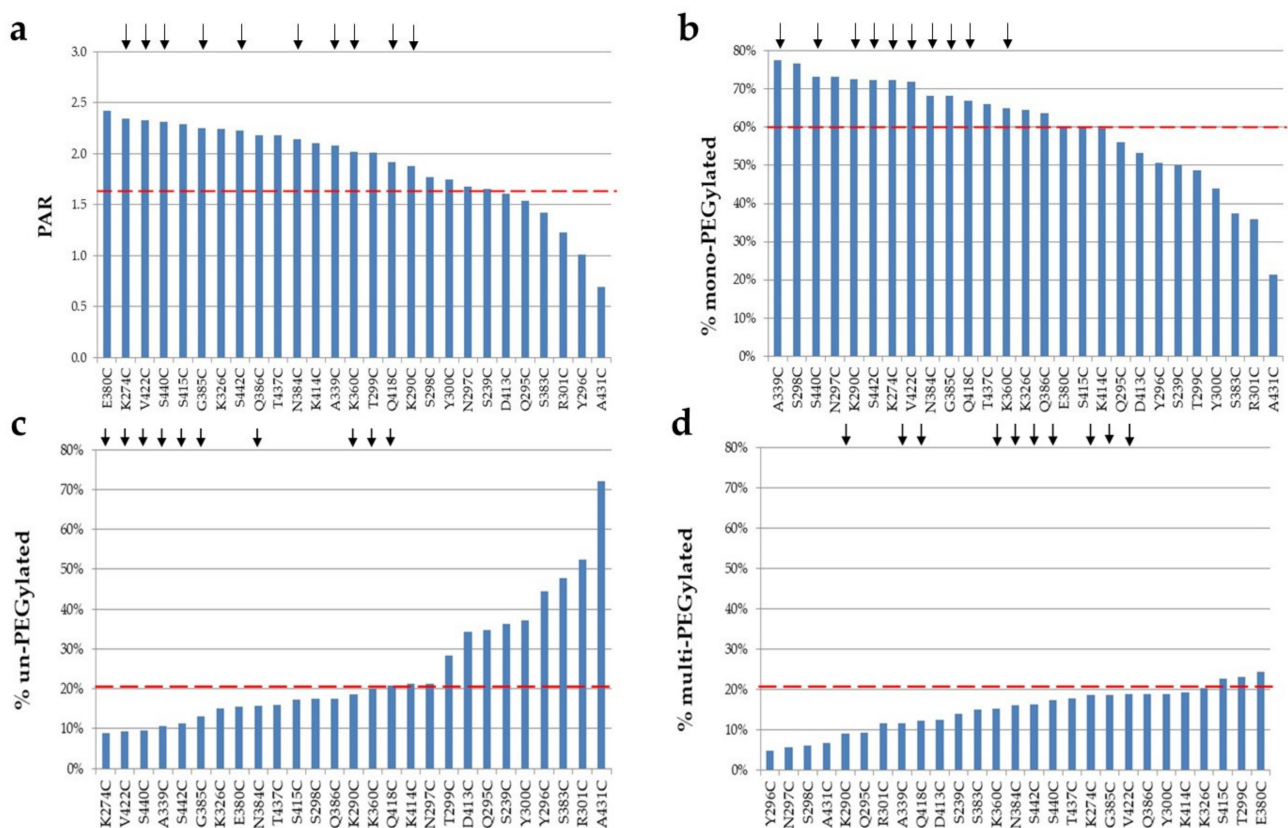 a
3.0
2.5
2.0
1.5
1.0
0.5
0.0
PAR
E380C K274C V422C S440C S415C G385C K326C S442C Q386C T437C N384C K414C A339C K360C T299C Q418C K290C S298C Y300C N297C S239C D413C Q295C S383C R301C Y296C A431C
b
80%
70%
60%
50%
40%
30%
20%
10%
0%
% mono-PEGylated
A339C S298C S440C N297C K290C S442C K274C V422C N384C G385C Q418C T437C K360C K326C Q386C E380C S415C K414C Q295C D413C Y296C S239C T299C Y300C S383C R301C A431C
c
80%
70%
60%
50%
40%
30%
20%
10%
0%
% un-PEGylated
K274C V422C S440C A339C S442C G385C K326C E380C N384C T437C S415C S298C Q386C K290C K360C Q418C K414C N297C T299C D413C Q295C S239C Y300C Y296C S383C R301C A431C
d
80%
70%
60%
50%
40%
30%
20%
10%
0%
% multi-PEGylated
Y296C N297C S298C A431C K290C Q295C R301C A339C Q418C D413C S239C S383C K360C N384C S442C S440C T437C K274C G385C V422C Q386C Y300C K414C K326C S415C T299C E380C